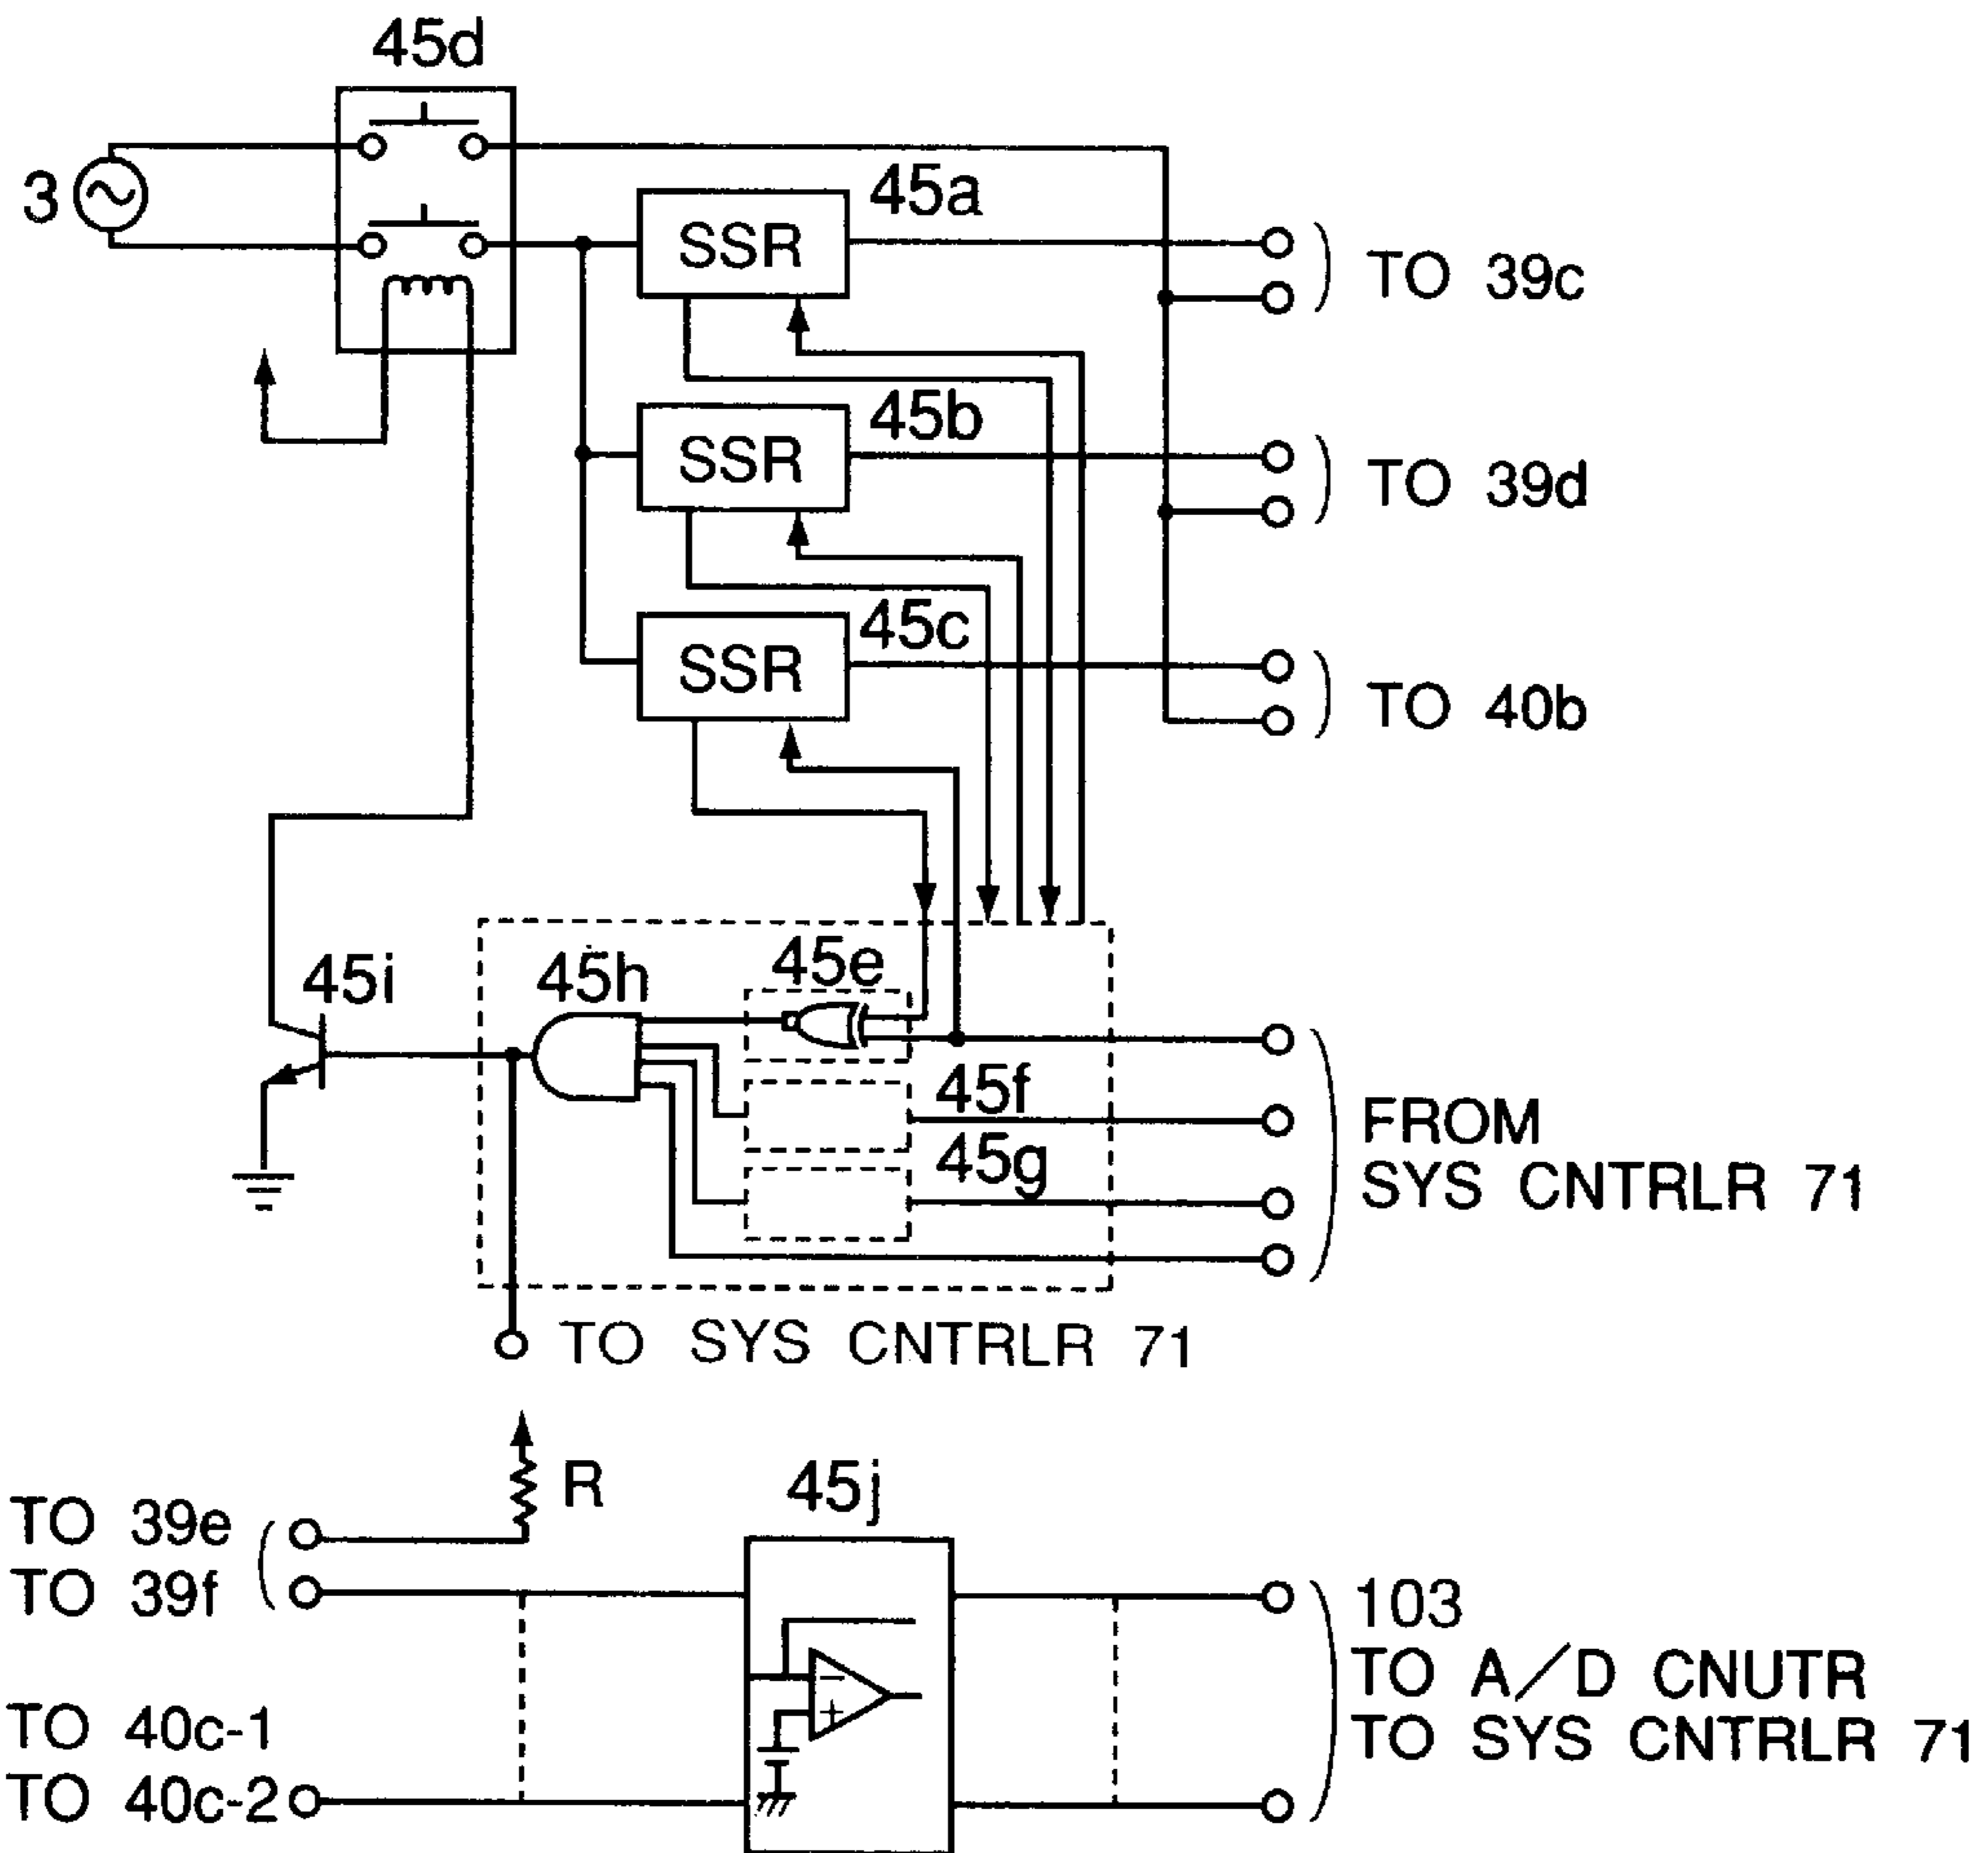 45d
3
45a
SSR
TO 39c
45b
SSR
TO 39d
45c
SSR
TO 40b
45i
45h
45e
45f
45g
FROM
SYS CNTRLR 71
TO SYS CNTRLR 71
R
45j
TO 39e
TO 39f
TO 40c-1
TO 40c-2
−
+
103
TO A/D CNUTR
TO SYS CNTRLR 71